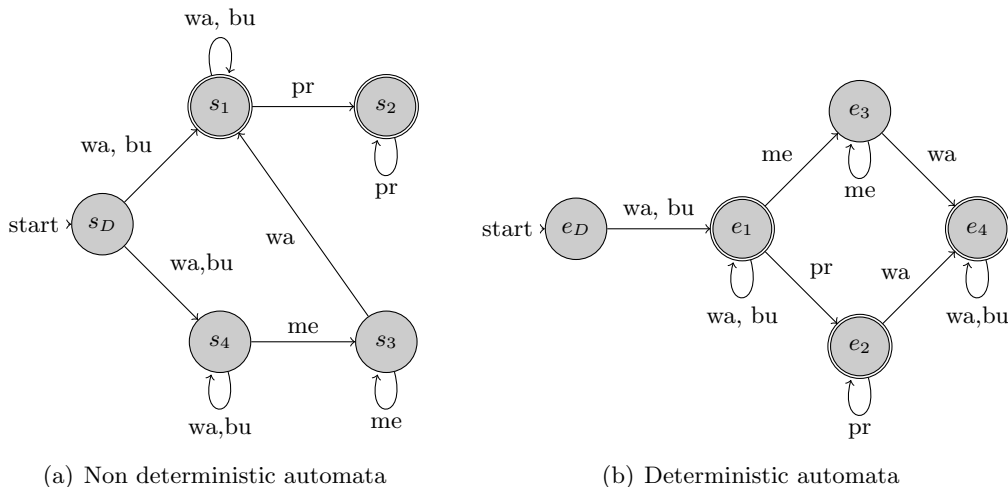 wa, bu
s1
pr
s2
pr
wa, bu
start
sD
wa
wa,bu
s4
me
s3
wa,bu
me
(a) Non deterministic automata
e3
me
me
wa
start
eD
wa, bu
e1
wa, bu
e4
wa,bu
pr
wa
e2
pr
(b) Deterministic automata